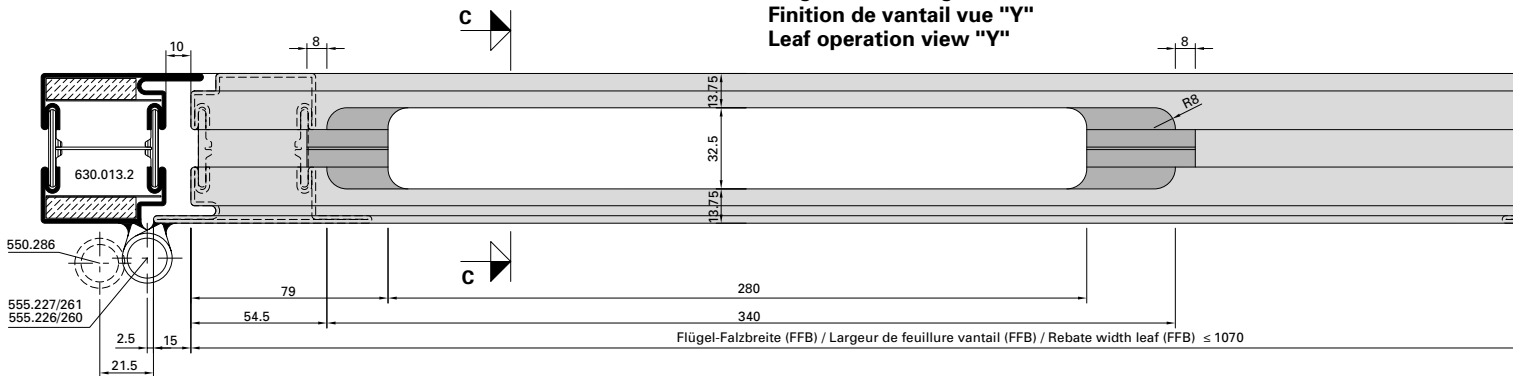 C
Finition de vantail vue "Y"
Leaf operation view "Y"
10
8
8
13.75
R8
32.5
630.013.2
13.75
550.286
C
555.227/261
555.226/260
79
280
54.5
340
2.5
15
Flügel-Falzbreite (FFB) / Largeur de feuillure vantail (FFB) / Rebate width leaf (FFB) ≤ 1070
21.5